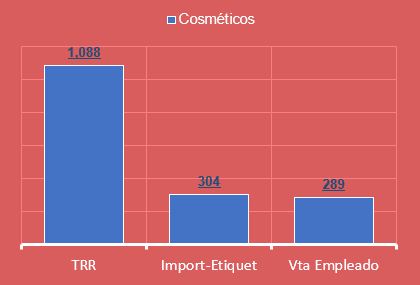 Cosméticos
1.088
304
289
TRR
Import-Etiquet
Vta Empleado